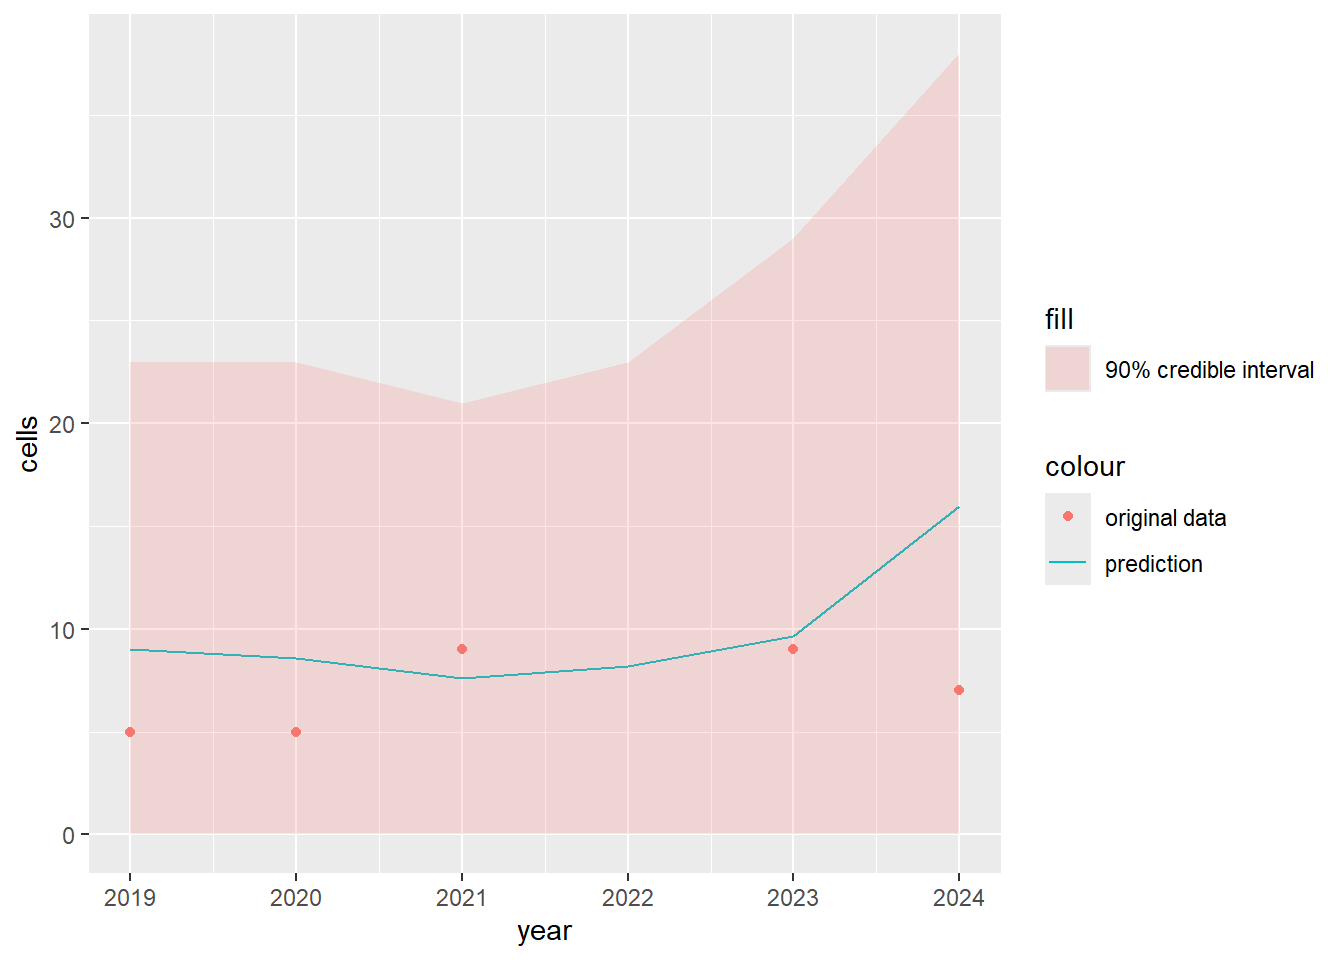 30
20
10
0
cells
2019 2020 2021 2022 2023 2024
year
fill
90% credible interval
colour
original data
prediction